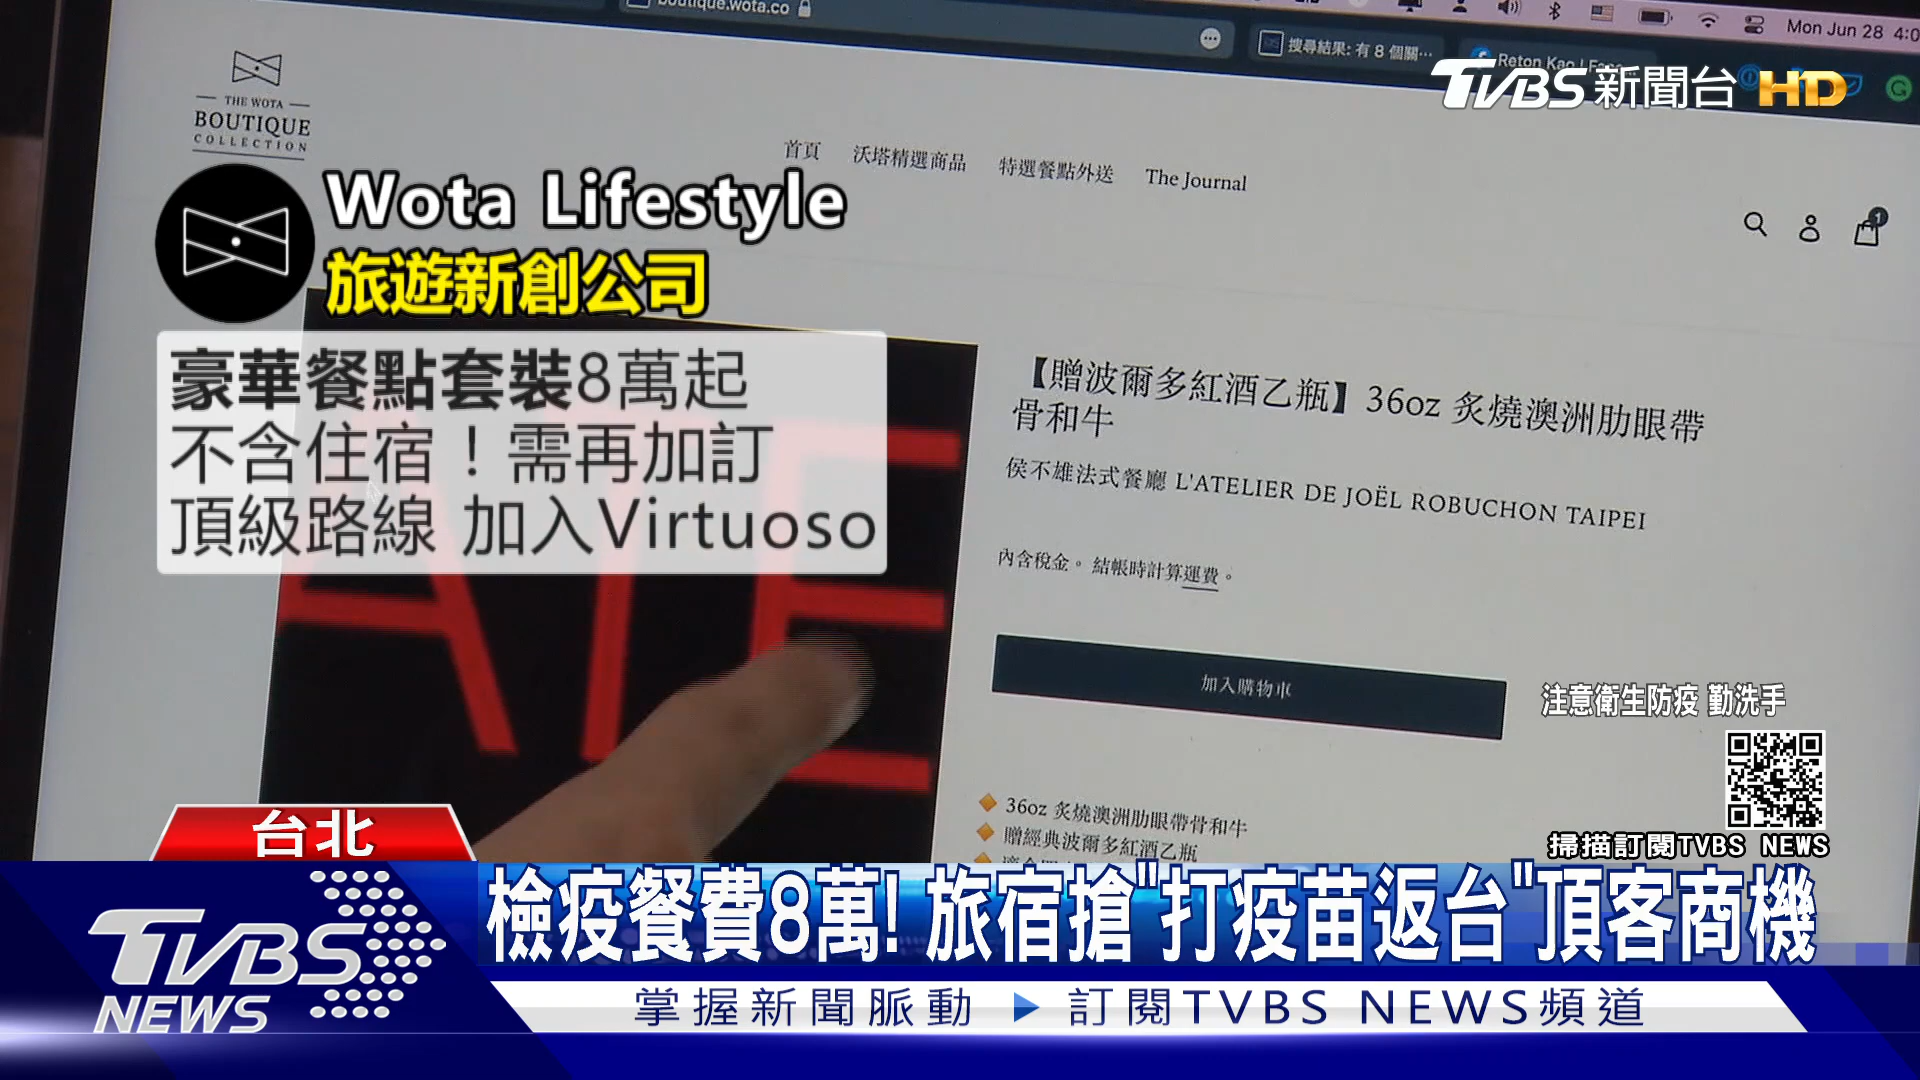 boutique.wota.co
搜尋結果: 有 8 個關…
Reton Kao | Face…
Mon Jun 28 4:0
TVBS新聞台 HD
THE WOTA
BOUTIQUE
COLLECTION
首頁 沃塔精選商品 特選餐點外送 The Journal
1
Wota Lifestyle
旅遊新創公司
豪華餐點套裝8萬起
不含住宿！需再加訂
頂級路線 加入Virtuoso
【贈波爾多紅酒乙瓶】36oz 炙燒澳洲肋眼帶
骨和牛
侯布雄法式餐廳 L'ATELIER DE JOËL ROBUCHON TAIPEI
內含稅金。 結帳時計算運費。
加入購物車
36oz 炙燒澳洲肋眼帶骨和牛
贈經典波爾多紅酒乙瓶
注意衛生防疫 勤洗手
掃描訂閱TVBS NEWS
台北
檢疫餐費8萬! 旅宿搶"打疫苗返台"頂客商機
TVBS
NEWS
掌握新聞脈動 ▶ 訂閱TVBS NEWS頻道